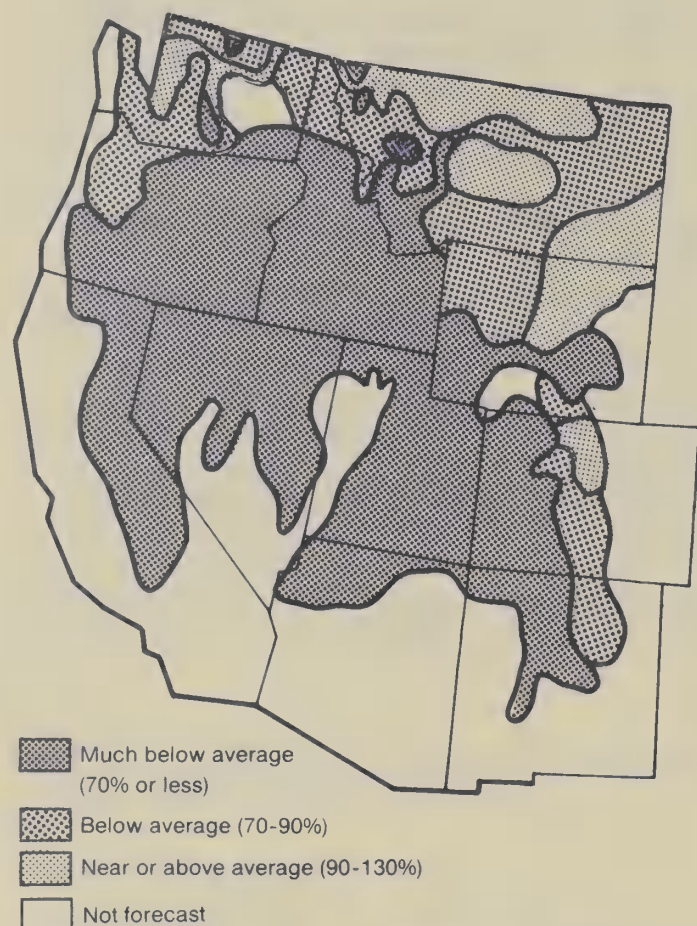 Much below average
(70% or less)
Below average (70-90%)
Near or above average (90-130%)
Not forecast